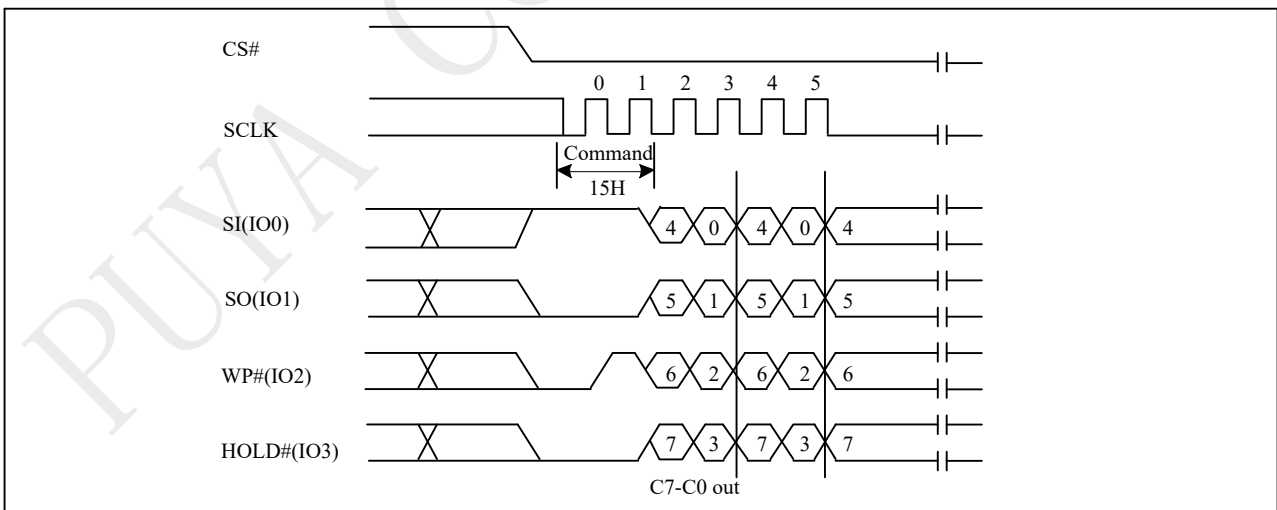 PUYA CO
CS#
0 1 2 3 4 5
SCLK
Command
15H
SI(IO0) 4 0 4 0 4
SO(IO1) 5 1 5 1 5
WP#(IO2) 6 2 6 2 6
HOLD#(IO3) 7 3 7 3 7
C7-C0 out